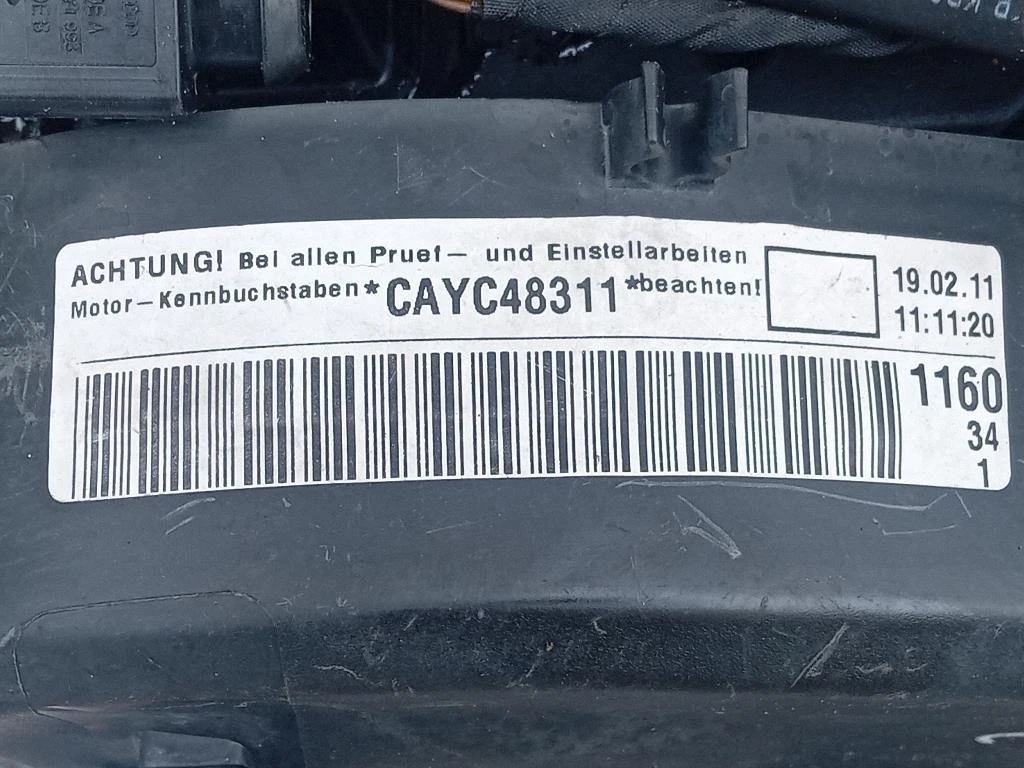 ACHTUNG! Bei allen Pruef- und Einstellarbeiten
Motor-Kennbuchstaben*CAYC48311*beachten!
19.02.11
11:11:20
1160
34
1